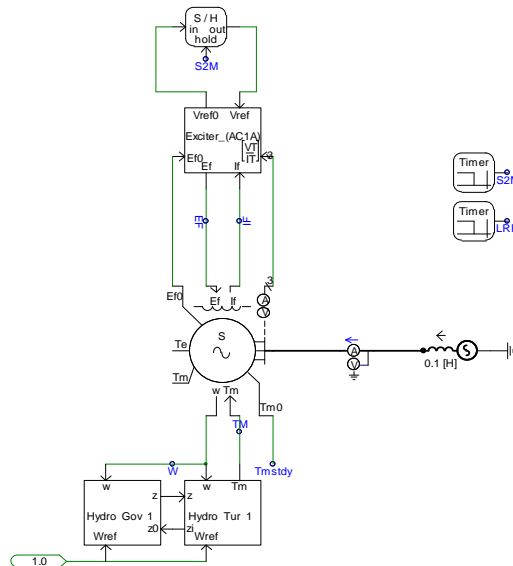 S / H
in out
hold
S2M
Vref0 Vref
Exciter_(AC1A)
VT
IT
3
Ef0
Ef If
EF
IF
Timer
S2M
Timer
3
Ef0
Ef If
A
V
S
Te
Tm
A
V
0.1 [H]
w Tm
Tm0
TM
W
Tmstdy
w
z
z
w
Tm
Hydro Gov 1
Hydro Tur 1
z0
zi
Wref
Wref
1.0